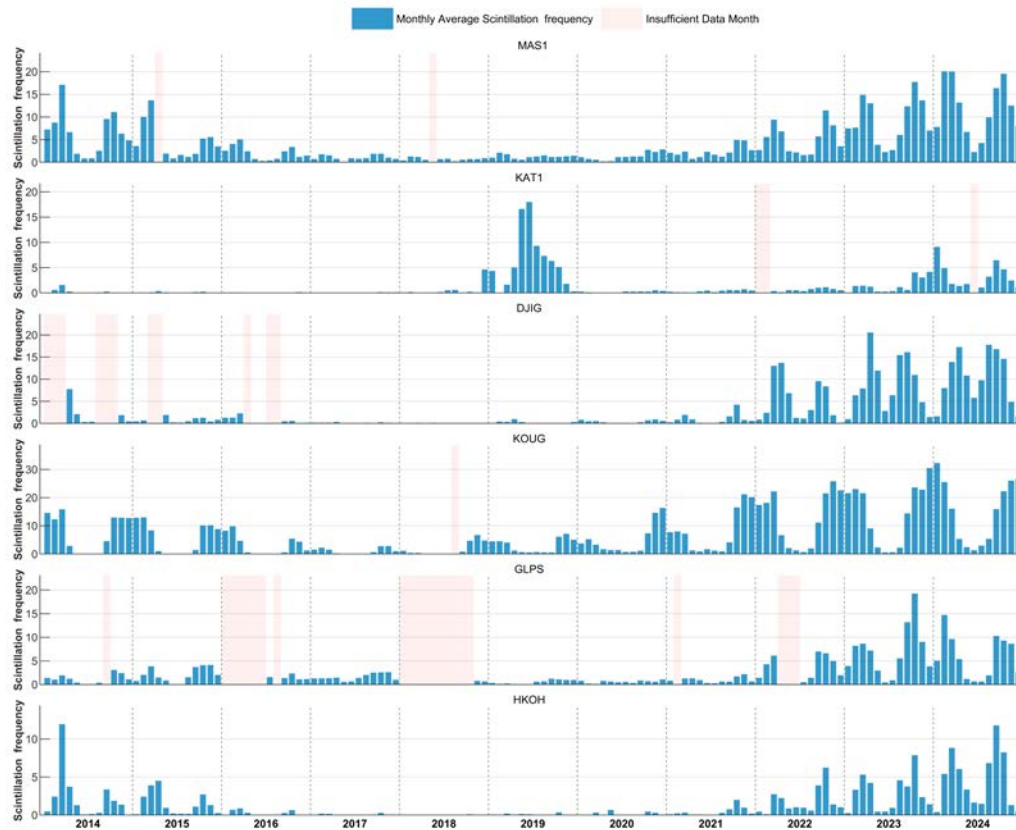 Monthly Average Scintillation frequency Insufficient Data Month
MAS1
Scintillation frequency
20
15
10
5
0
KAT1
Scintillation frequency
20
15
10
5
0
DJIG
Scintillation frequency
20
15
10
5
0
KOUG
Scintillation frequency
30
20
10
0
GLPS
Scintillation frequency
20
15
10
5
0
HKOH
Scintillation frequency
10
5
0
2014 2015 2016 2017 2018 2019 2020 2021 2022 2023 2024